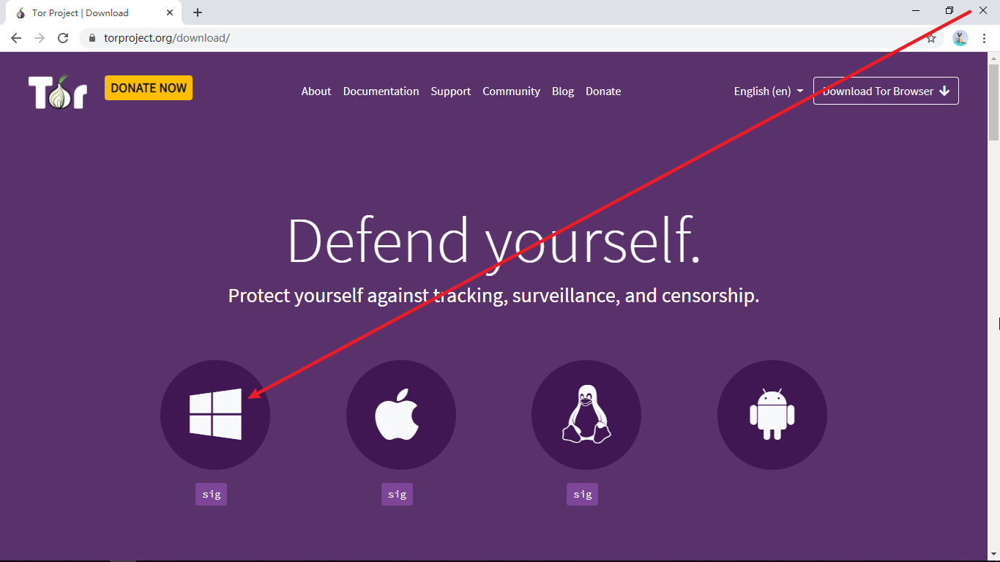 Tor Project | Download
torproject.org/download/
Tor
DONATE NOW
About Documentation Support Community Blog Donate
English (en)
Download Tor Browser
Defend yourself.
Protect yourself against tracking, surveillance, and censorship.
sig sig sig